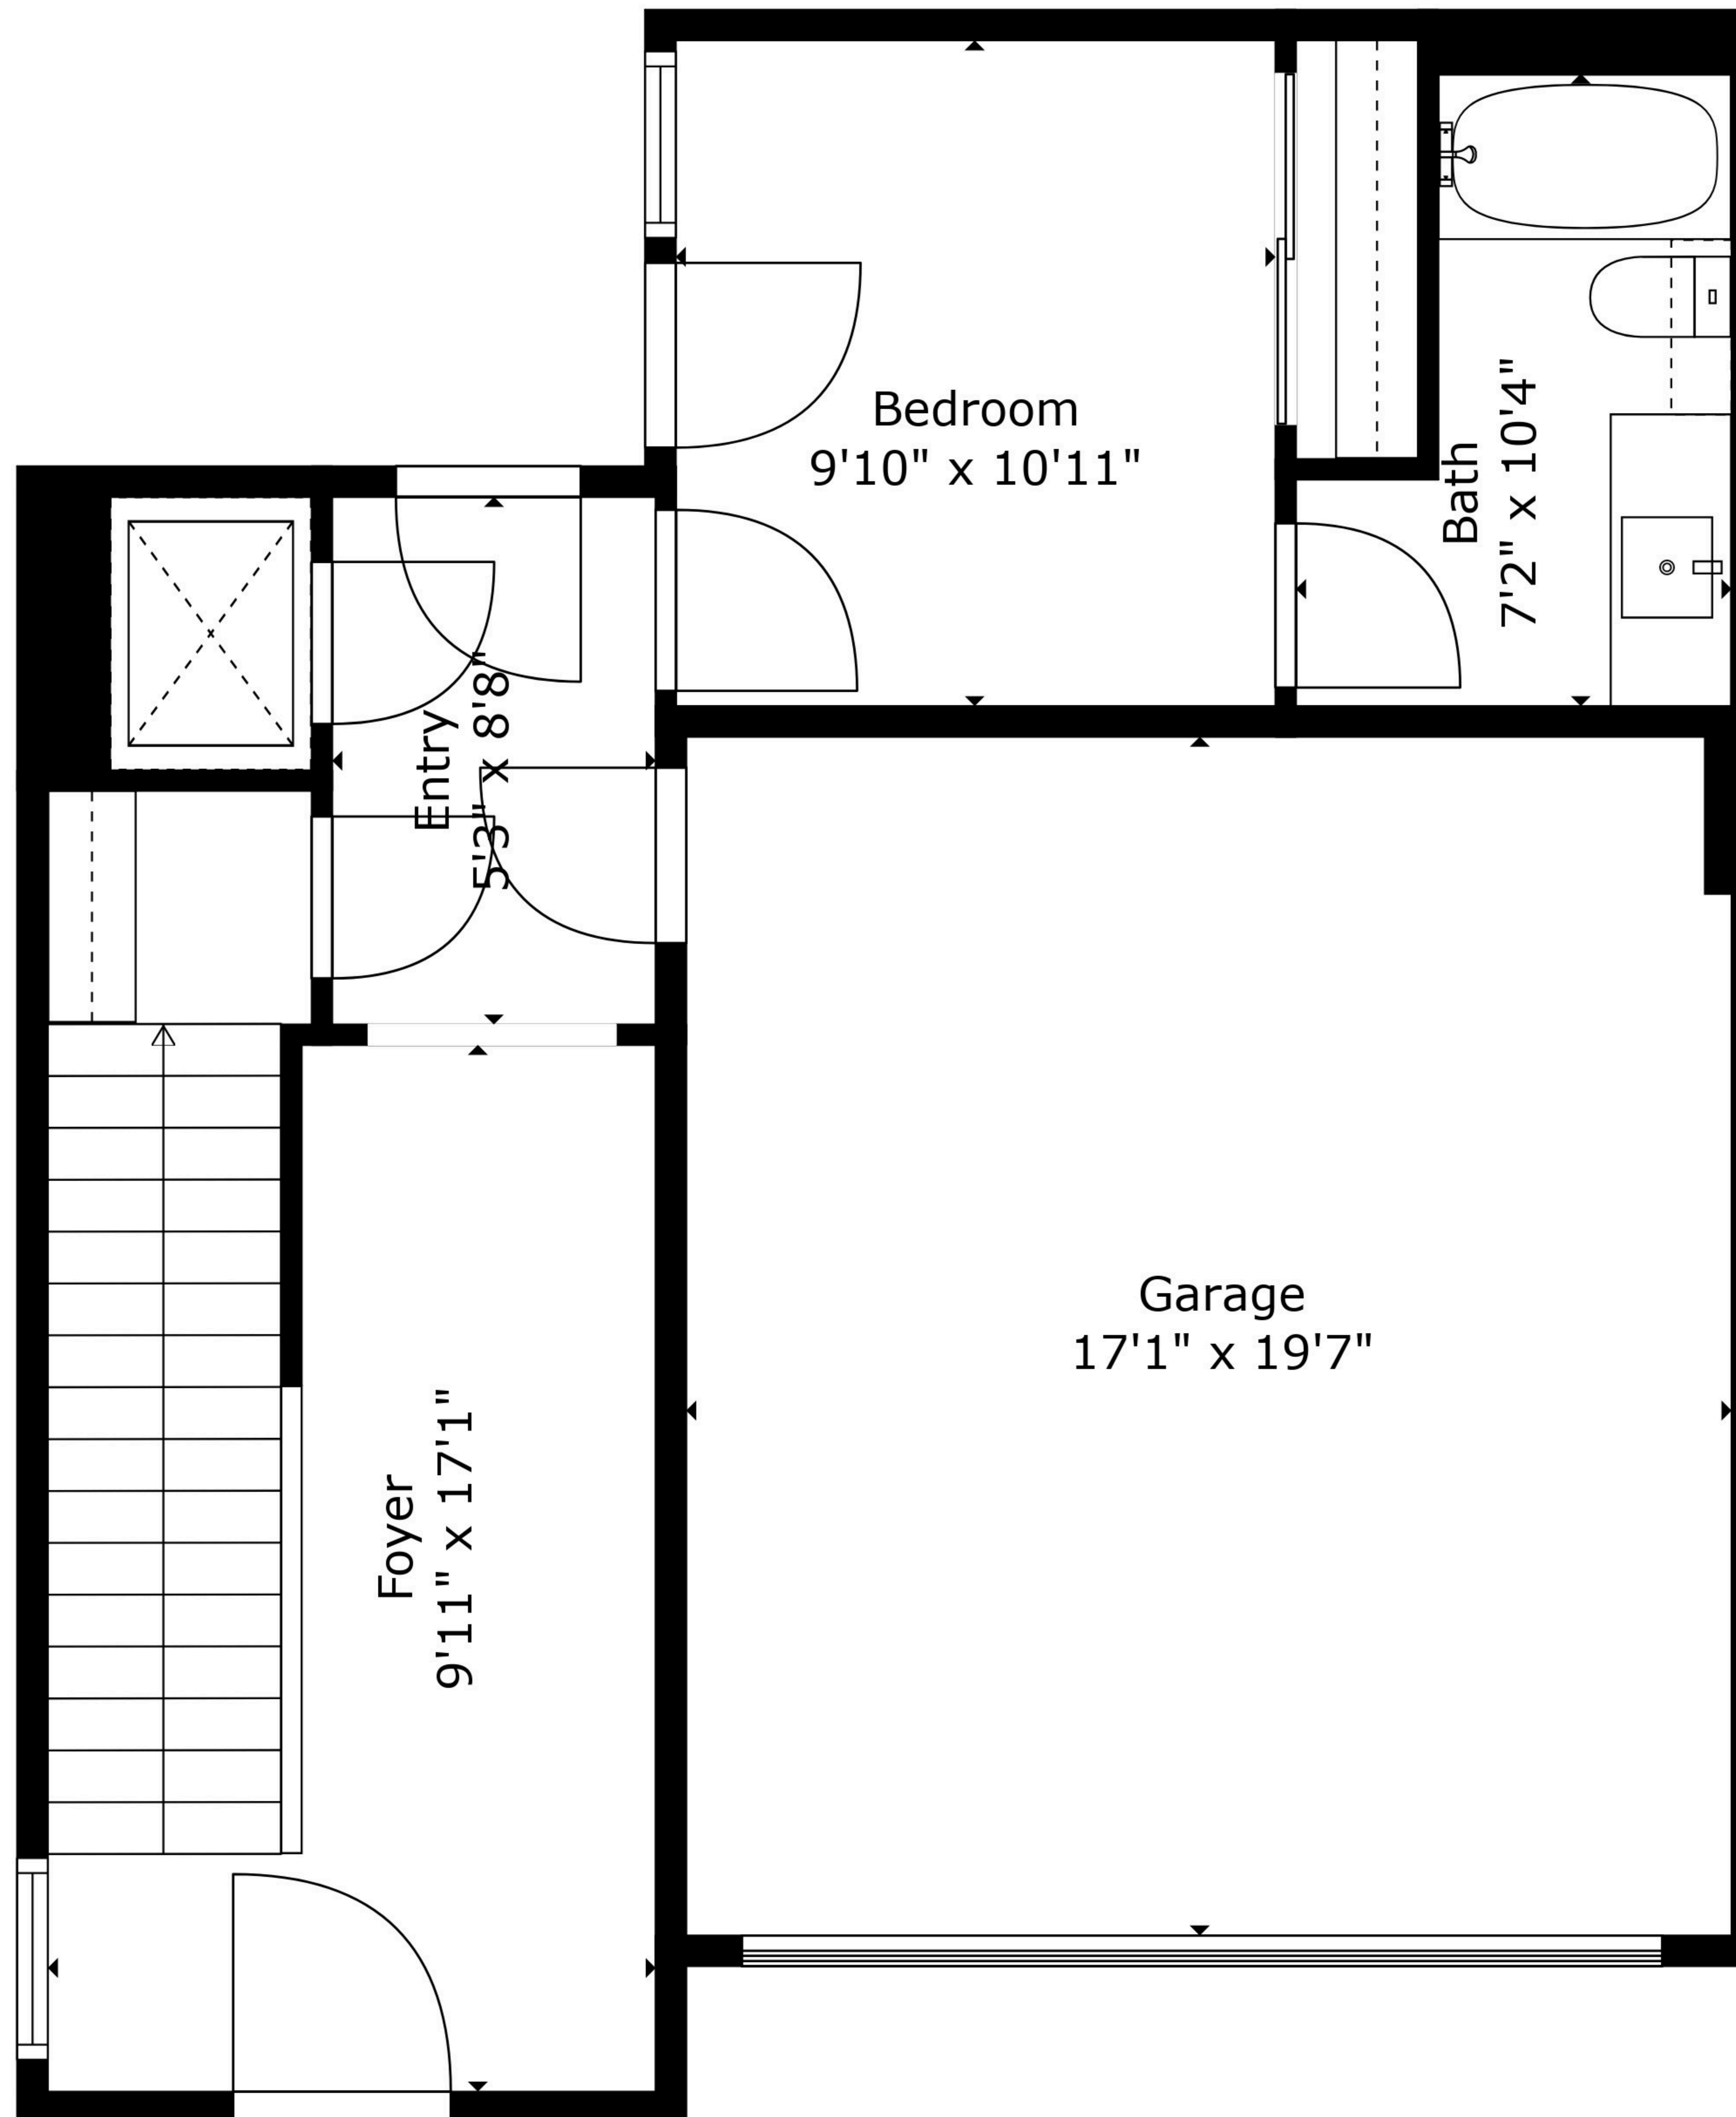 Bedroom
9'10" x 10'11"
Bath
7'2" x 10'4"
Entry
5'3" x 8'8"
Garage
17'1" x 19'7"
Foyer
9'11" x 17'1"